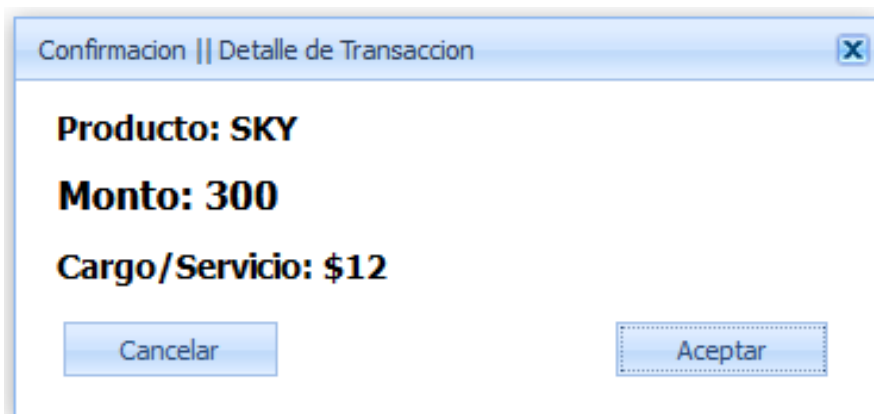 Confirmacion || Detalle de Transaccion
Producto: SKY
Monto: 300
Cargo/Servicio: $12
Cancelar Aceptar